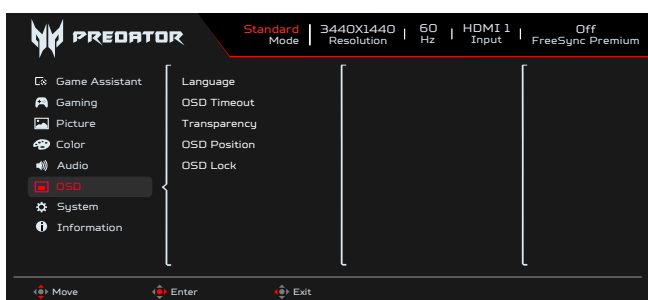 PREDATOR
Standard Mode
3440X1440 Resolution
60 Hz
HDMI 1 Input
Off FreeSync Premium
Game Assistant
Gaming
Picture
Color
Audio
OSD
System
Information
Language
OSD Timeout
Transparency
OSD Position
OSD Lock
Move
Enter
Exit